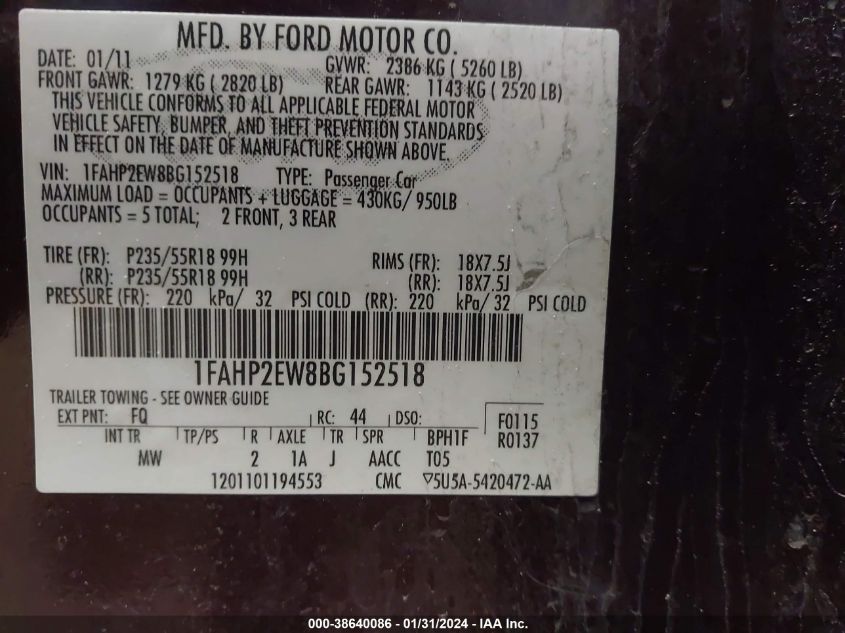 MFD. BY FORD MOTOR CO.
DATE: 01/11 GVWR: 2386 KG ( 5260 LB)
FRONT GAWR: 1279 KG ( 2820 LB) REAR GAWR: 1143 KG ( 2520 LB)
THIS VEHICLE CONFORMS TO ALL APPLICABLE FEDERAL MOTOR
VEHICLE SAFETY, BUMPER, AND THEFT PREVENTION STANDARDS
IN EFFECT ON THE DATE OF MANUFACTURE SHOWN ABOVE.
VIN: 1FAHP2EW8BG152518 TYPE: Passenger Car
MAXIMUM LOAD = OCCUPANTS + LUGGAGE = 430KG/ 950LB
OCCUPANTS = 5 TOTAL; 2 FRONT, 3 REAR
TIRE (FR): P235/55R18 99H RIMS (FR): 18X7.5J
(RR): P235/55R18 99H (RR): 18X7.5J
PRESSURE (FR): 220 kPa/ 32 PSI COLD (RR): 220 kPa/ 32 PSI COLD
1FAHP2EW8BG152518
TRAILER TOWING - SEE OWNER GUIDE
EXT PNT: FQ RC: 44 DSO: F0115
INT TR TP/PS R AXLE TR SPR BPH1F R0137
MW 2 1A J AACC T05
1201101194553 CMC ▽5U5A-5420472-AA
000-38640086 - 01/31/2024 - IAA Inc.